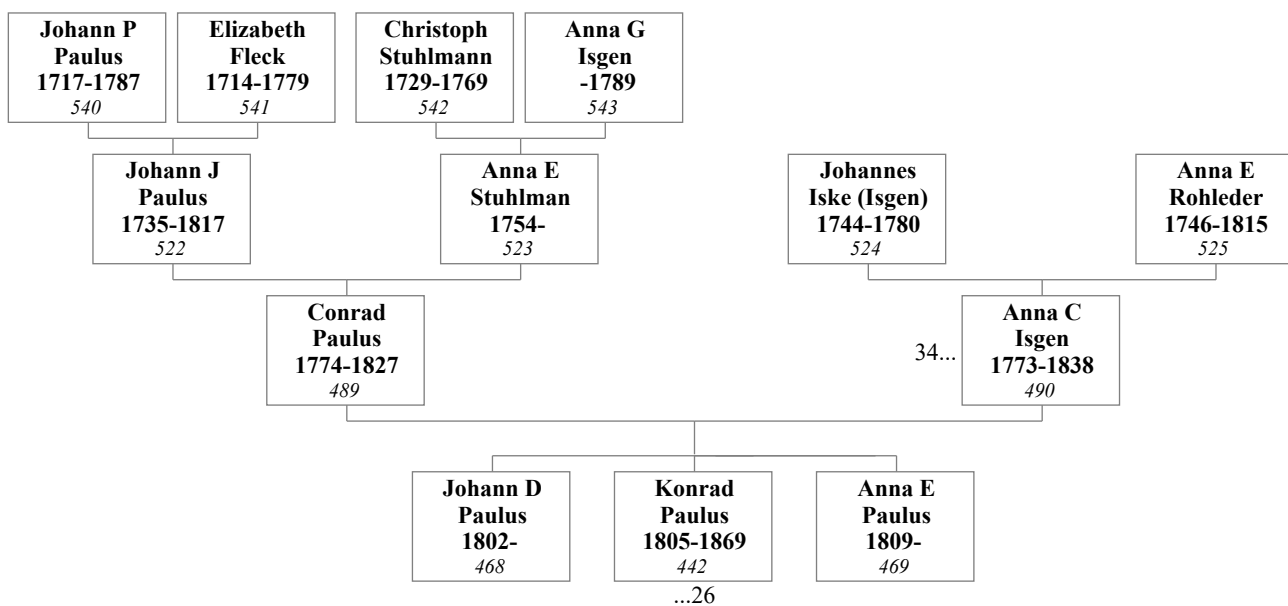 Johann P
Paulus
1717-1787
540
Elizabeth
Fleck
1714-1779
541
Christoph
Stuhlmann
1729-1769
542
Anna G
Isgen
-1789
543
Johann J
Paulus
1735-1817
522
Anna E
Stuhlman
1754-
523
Johannes
Iske (Isgen)
1744-1780
524
Anna E
Rohleder
1746-1815
525
Conrad
Paulus
1774-1827
489
34...
Anna C
Isgen
1773-1838
490
Johann D
Paulus
1802-
468
Konrad
Paulus
1805-1869
442
...26
Anna E
Paulus
1809-
469